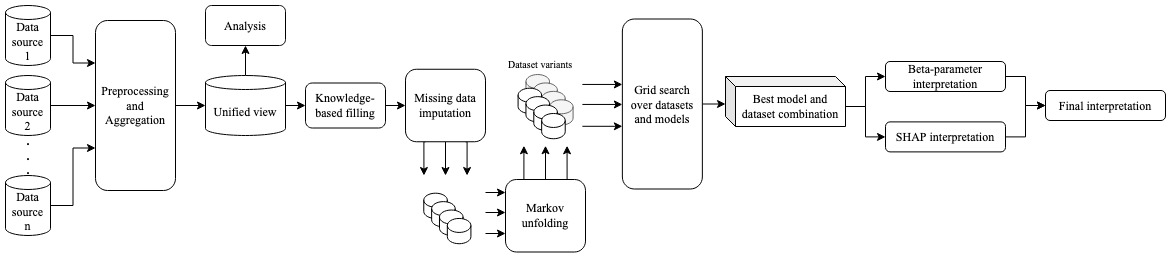 Data
source
1
Data
source
2
.
.
.
Data
source
n
Preprocessing
and
Aggregation
Analysis
Unified view
Knowledge-
based filling
Missing data
imputation
Dataset variants
Markov
unfolding
Grid search
over datasets
and models
Best model and
dataset combination
Beta-parameter
interpretation
SHAP interpretation
Final interpretation